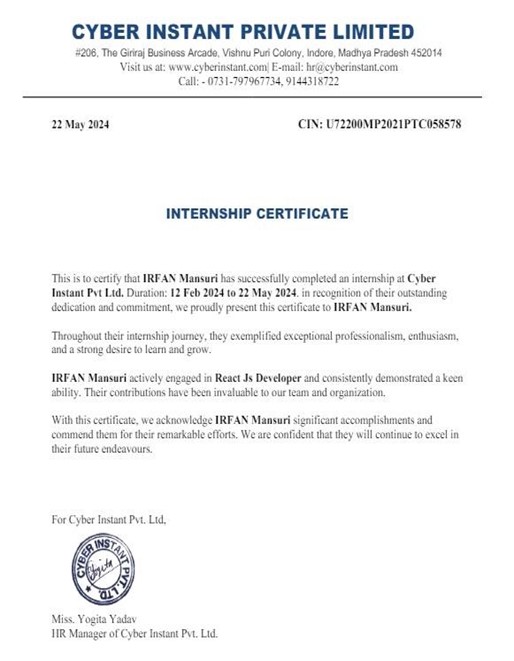 CYBER INSTANT PRIVATE LIMITED
#206, The Giriraj Business Arcade, Vishnu Puri Colony, Indore, Madhya Pradesh 452014
Visit us at: www.cyberinstant.com| E-mail: hr@cyberinstant.com
Call: - 0731-797967734, 9144318722
22 May 2024 CIN: U72200MP2021PTC058578
INTERNSHIP CERTIFICATE
This is to certify that IRFAN Mansuri has successfully completed an internship at Cyber
Instant Pvt Ltd. Duration: 12 Feb 2024 to 22 May 2024. in recognition of their outstanding
dedication and commitment, we proudly present this certificate to IRFAN Mansuri.
Throughout their internship journey, they exemplified exceptional professionalism, enthusiasm,
and a strong desire to learn and grow.
IRFAN Mansuri actively engaged in React Js Developer and consistently demonstrated a keen
ability. Their contributions have been invaluable to our team and organization.
With this certificate, we acknowledge IRFAN Mansuri significant accomplishments and
commend them for their remarkable efforts. We are confident that they will continue to excel in
their future endeavours.
For Cyber Instant Pvt. Ltd,
CYBER INSTANT PVT. LTD.
Yogita
Miss. Yogita Yadav
HR Manager of Cyber Instant Pvt. Ltd.